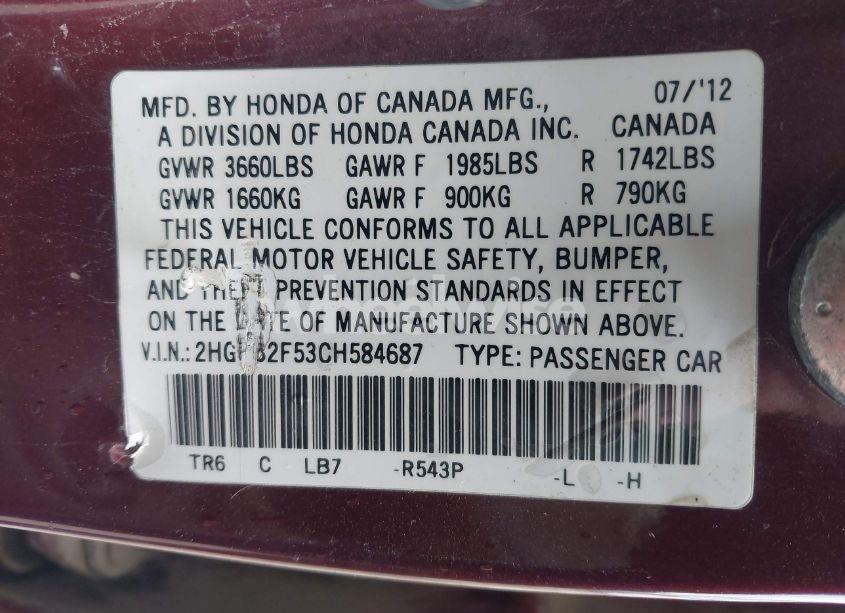 MFD. BY HONDA OF CANADA MFG., 07/'12
A DIVISION OF HONDA CANADA INC. CANADA
GVWR 3660LBS GAWR F 1985LBS R 1742LBS
GVWR 1660KG GAWR F 900KG R 790KG
THIS VEHICLE CONFORMS TO ALL APPLICABLE
FEDERAL MOTOR VEHICLE SAFETY, BUMPER,
AND THEFT PREVENTION STANDARDS IN EFFECT
ON THE DATE OF MANUFACTURE SHOWN ABOVE.
V.I.N.: TYPE: PASSENGER CAR
TR6 C LB7 -R543P -L -H